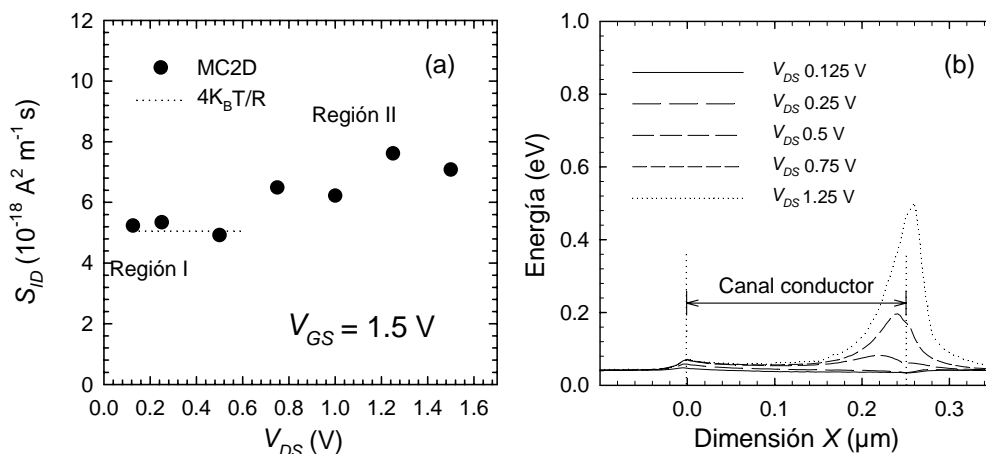 12
10
8
6
4
2
0
S_ID (10^-18 A^2 m^-1 s)
(a)
MC2D
4K_BT/R
Región II
Región I
V_GS = 1.5 V
0.0 0.2 0.4 0.6 0.8 1.0 1.2 1.4 1.6
V_DS (V)
1.0
0.8
0.6
0.4
0.2
0.0
Energía (eV)
(b)
V_DS 0.125 V
V_DS 0.25 V
V_DS 0.5 V
V_DS 0.75 V
V_DS 1.25 V
Canal conductor
0.0 0.1 0.2 0.3
Dimensión X (µm)